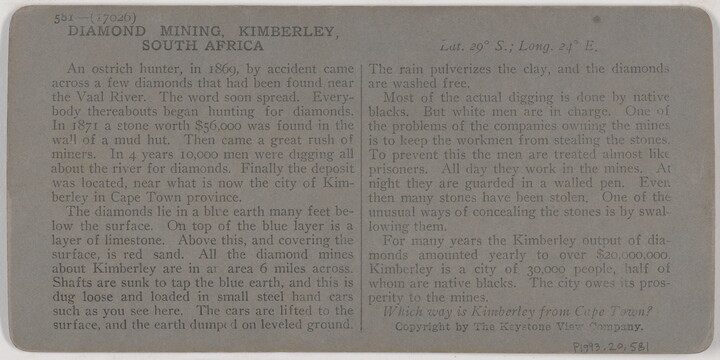 581—(17026)
DIAMOND MINING, KIMBERLEY,
SOUTH AFRICA
Lat. 29° S.; Long. 24° E.
An ostrich hunter, in 1869, by accident came
across a few diamonds that had been found near
the Vaal River. The word soon spread. Every-
body thereabouts began hunting for diamonds.
In 1871 a stone worth $56,000 was found in the
wall of a mud hut. Then came a great rush of
miners. In 4 years 10,000 men were digging all
about the river for diamonds. Finally the deposit
was located, near what is now the city of Kim-
berley in Cape Town province.
The diamonds lie in a blue earth many feet be-
low the surface. On top of the blue layer is a
layer of limestone. Above this, and covering the
surface, is red sand. All the diamond mines
about Kimberley are in an area 6 miles across.
Shafts are sunk to tap the blue earth, and this is
dug loose and loaded in small steel hand cars
such as you see here. The cars are lifted to the
surface, and the earth dumped on leveled ground.
The rain pulverizes the clay, and the diamonds
are washed free.
Most of the actual digging is done by native
blacks. But white men are in charge. One of
the problems of the companies owning the mines
is to keep the workmen from stealing the stones.
To prevent this the men are treated almost like
prisoners. All day they work in the mines. At
night they are guarded in a walled pen. Even
then many stones have been stolen. One of the
unusual ways of concealing the stones is by swal-
lowing them.
For many years the Kimberley output of dia-
monds amounted yearly to over $20,000,000.
Kimberley is a city of 30,000 people, half of
whom are native blacks. The city owes its pros-
perity to the mines.
Which way is Kimberley from Cape Town?
Copyright by The Keystone View Company.
P1993.20.581